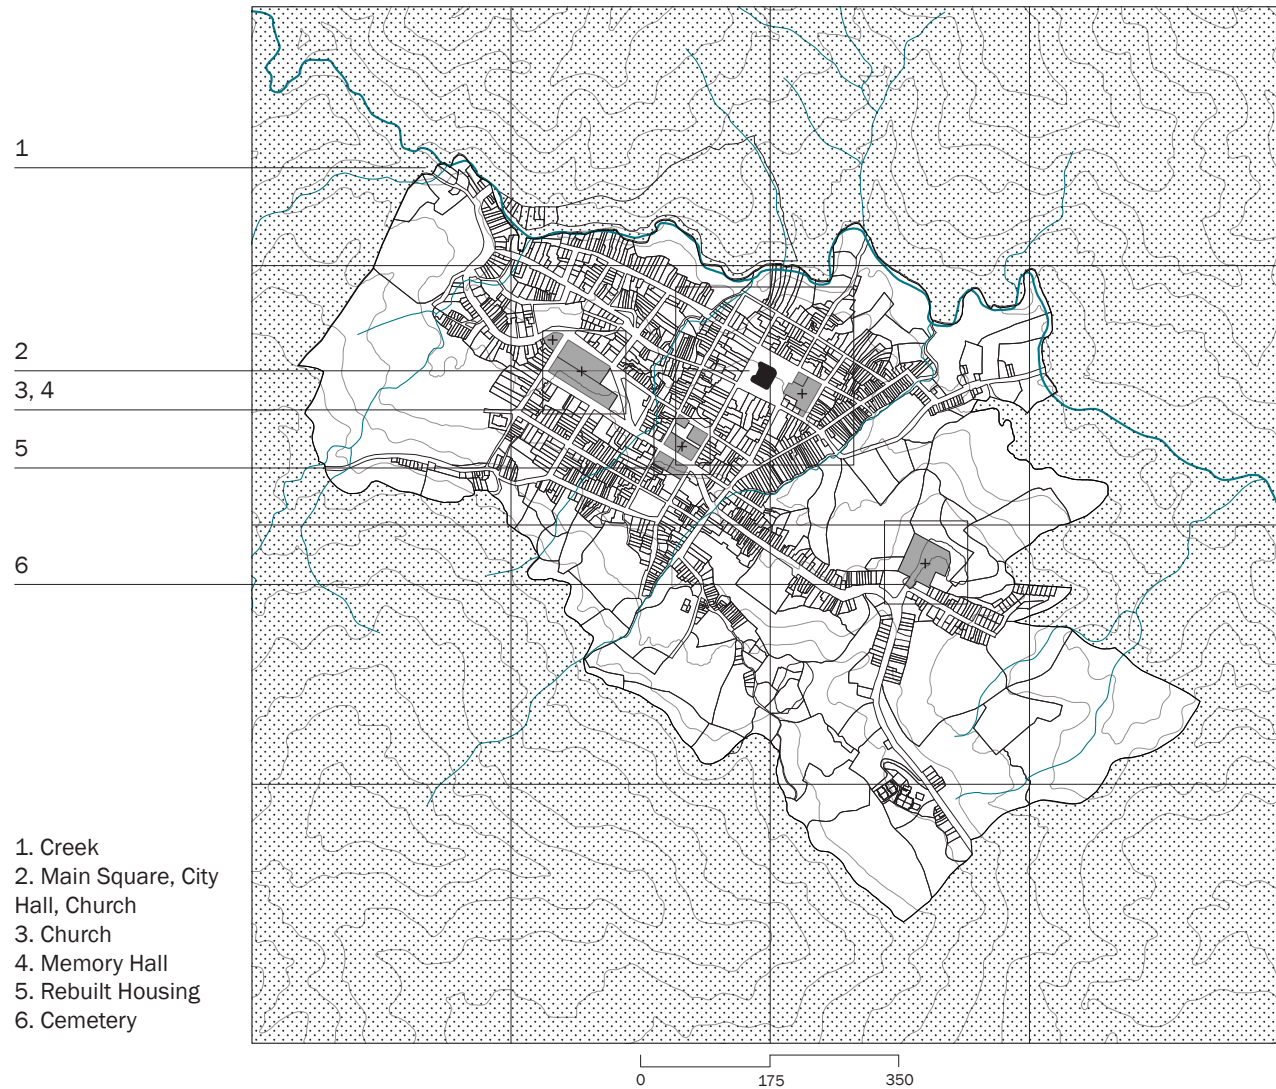 1
2
3, 4
5
6
1. Creek
2. Main Square, City
Hall, Church
3. Church
4. Memory Hall
5. Rebuilt Housing
6. Cemetery
0 175 350